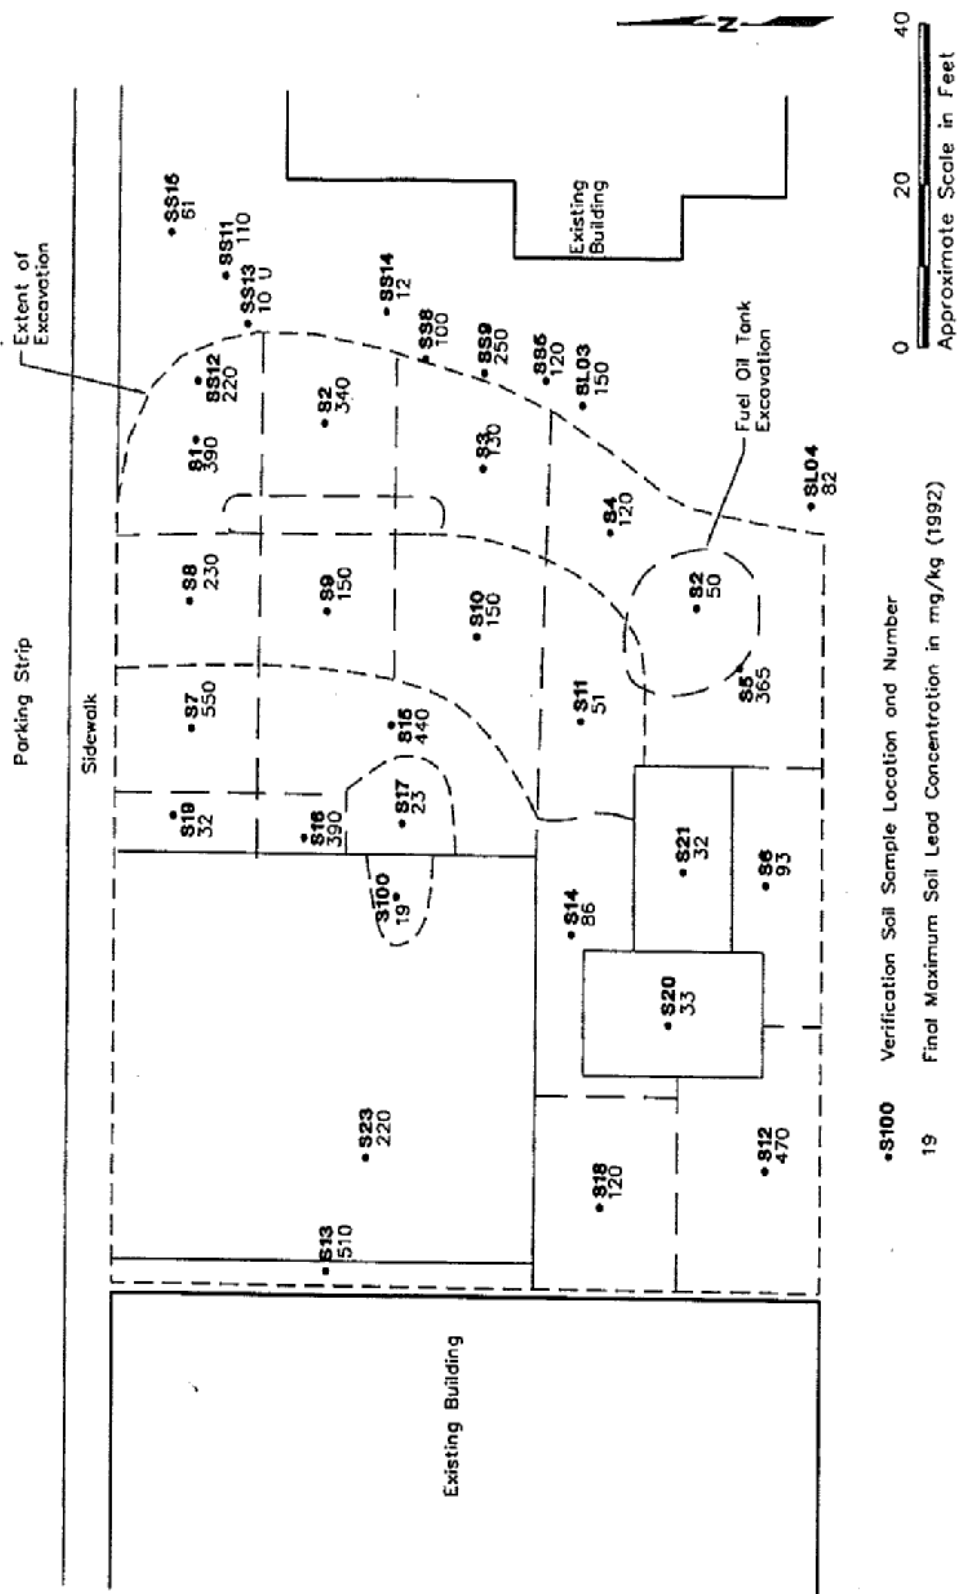 Parking Strip
Sidewalk
Extent of
Excavation
SS15
61
SS11
110
SS13
10 U
SS12
220
S1
390
S8
230
S7
550
S19
32
S2
340
SS14
12
SS8
100
SS9
250
SS5
120
SL03
150
S3
130
S9
150
S10
150
S15
440
S16
390
S17
23
S100
19
S23
220
S13
510
Existing
Building
S4
120
S11
51
Fuel Oil Tank
Excavation
S2
50
S5
365
SL04
82
S14
86
S21
32
S6
93
S20
33
S18
120
S12
470
Existing Building
N
0 20 40
Approximate Scale in Feet
S100 Verification Soil Sample Location and Number
19 Final Maximum Soil Lead Concentration in mg/kg (1992)